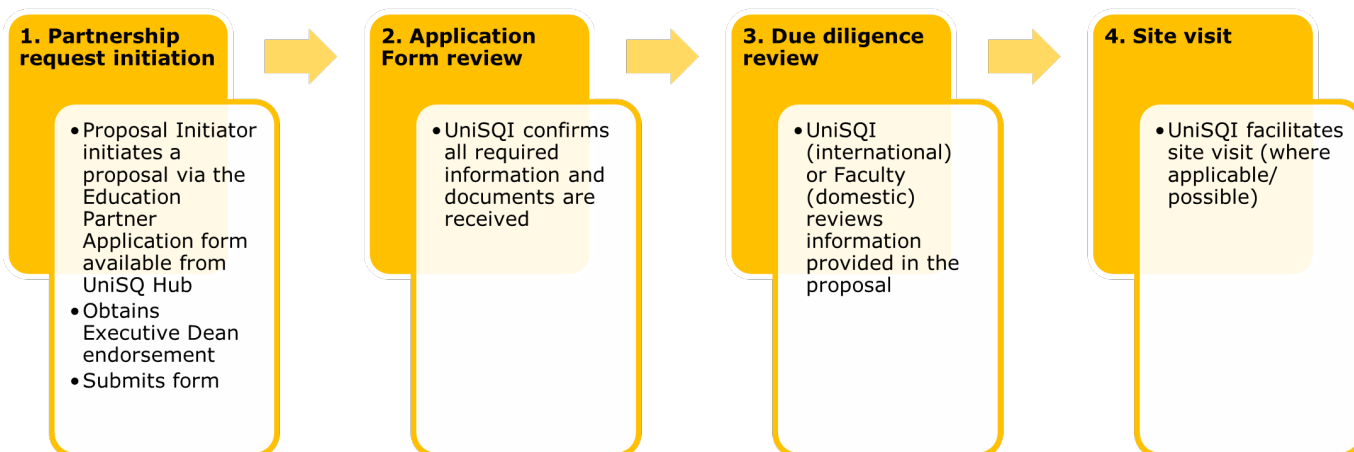 1. Partnership
request initiation
• Proposal Initiator
initiates a
proposal via the
Education
Partner
Application form
available from
UniSQ Hub
• Obtains
Executive Dean
endorsement
• Submits form
2. Application
Form review
• UniSQI confirms
all required
information and
documents are
received
3. Due diligence
review
• UniSQI
(international)
or Faculty
(domestic)
reviews
information
provided in the
proposal
4. Site visit
• UniSQI facilitates
site visit (where
applicable/
possible)